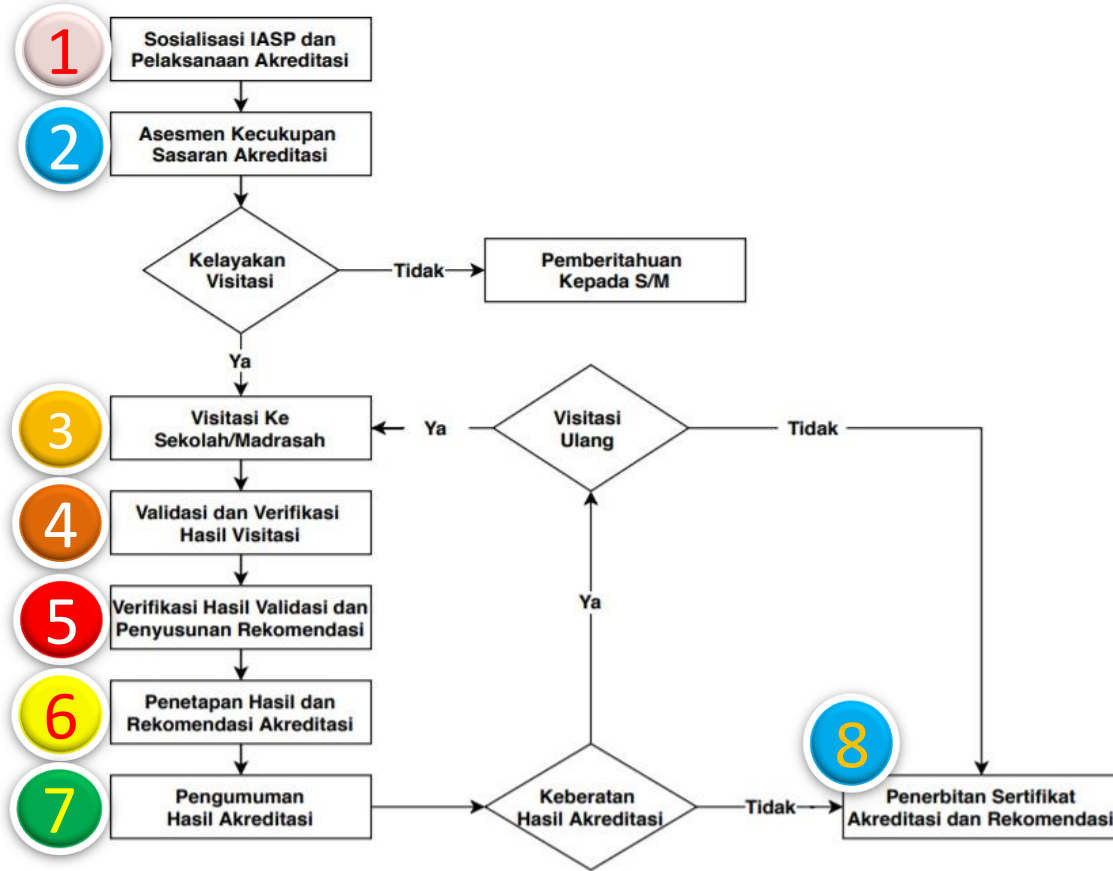 1
Sosialisasi IASP dan
Pelaksanaan Akreditasi
2
Asesmen Kecukupan
Sasaran Akreditasi
Kelayakan
Visitasi
Tidak
Pemberitahuan
Kepada S/M
Ya
3
Visitasi Ke
Sekolah/Madrasah
Ya
Visitasi
Ulang
Tidak
4
Validasi dan Verifikasi
Hasil Visitasi
5
Verifikasi Hasil Validasi dan
Penyusunan Rekomendasi
Ya
6
Penetapan Hasil dan
Rekomendasi Akreditasi
7
Pengumuman
Hasil Akreditasi
Keberatan
Hasil Akreditasi
Tidak
8
Penerbitan Sertifikat
Akreditasi dan Rekomendasi